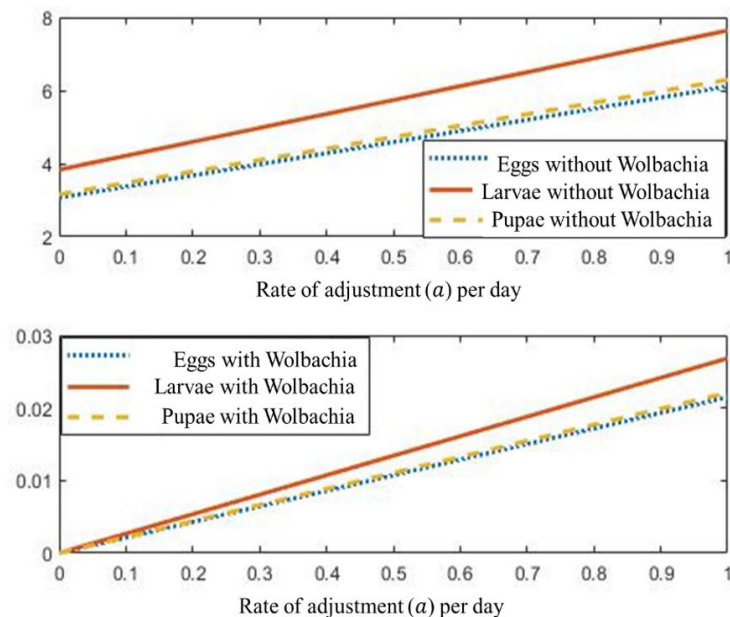 8
6
4
2
Eggs without Wolbachia
Larvae without Wolbachia
Pupae without Wolbachia
0 0.1 0.2 0.3 0.4 0.5 0.6 0.7 0.8 0.9 1
Rate of adjustment (a) per day
0.03
0.02
0.01
0
Eggs with Wolbachia
Larvae with Wolbachia
Pupae with Wolbachia
0 0.1 0.2 0.3 0.4 0.5 0.6 0.7 0.8 0.9 1
Rate of adjustment (a) per day